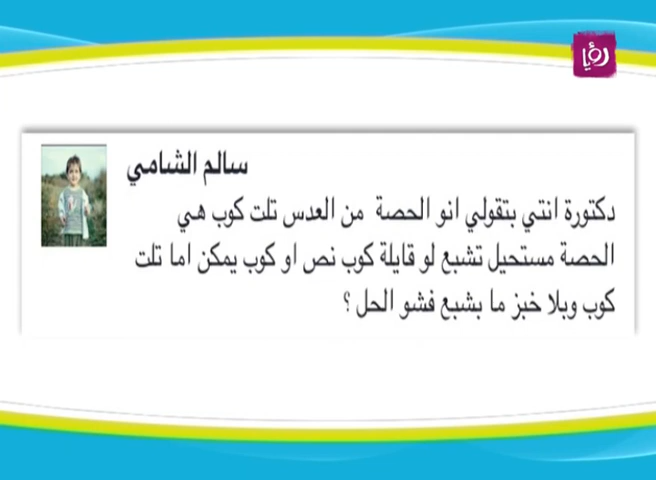 رؤيا
سالم الشامي
دكتورة انتي بتقولي انو الحصة من العدس تلت كوب هي
الحصة مستحيل تشبع لو قايلة كوب نص او كوب يمكن اما تلت
كوب وبلا خبز ما بشبع فشو الحل ؟